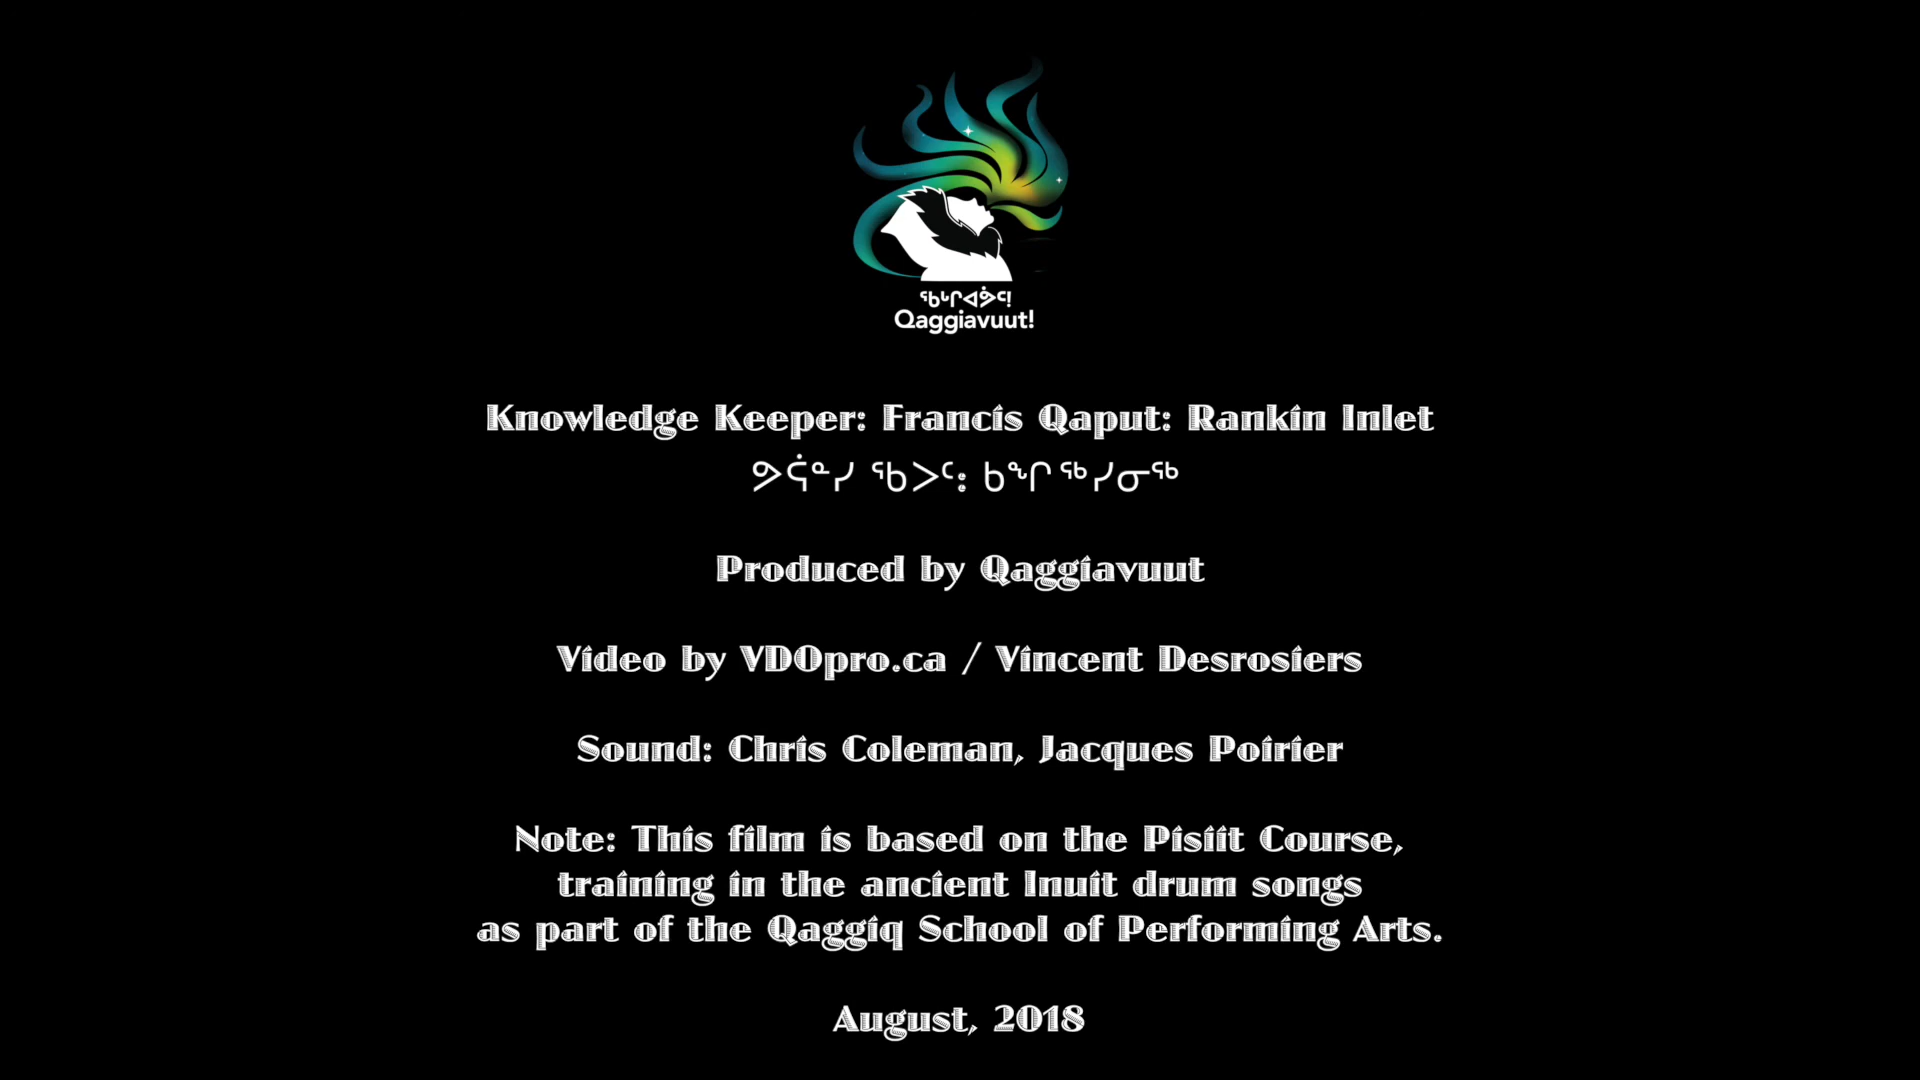 ᖃᒡᒋᐊᕘᑦ!
Qaggiavuut!
Knowledge Keeper: Francis Qaput: Rankin Inlet
ᕗᕌᓐᓯ ᖃᐳᑦ: ᑲᖏᖅᓯᓂᖅ
Produced by Qaggiavuut
Video by VDOpro.ca / Vincent Desrosiers
Sound: Chris Coleman, Jacques Poirier
Note: This film is based on the Pisiit Course,
training in the ancient Inuit drum songs
as part of the Qaggiq School of Performing Arts.
August, 2018